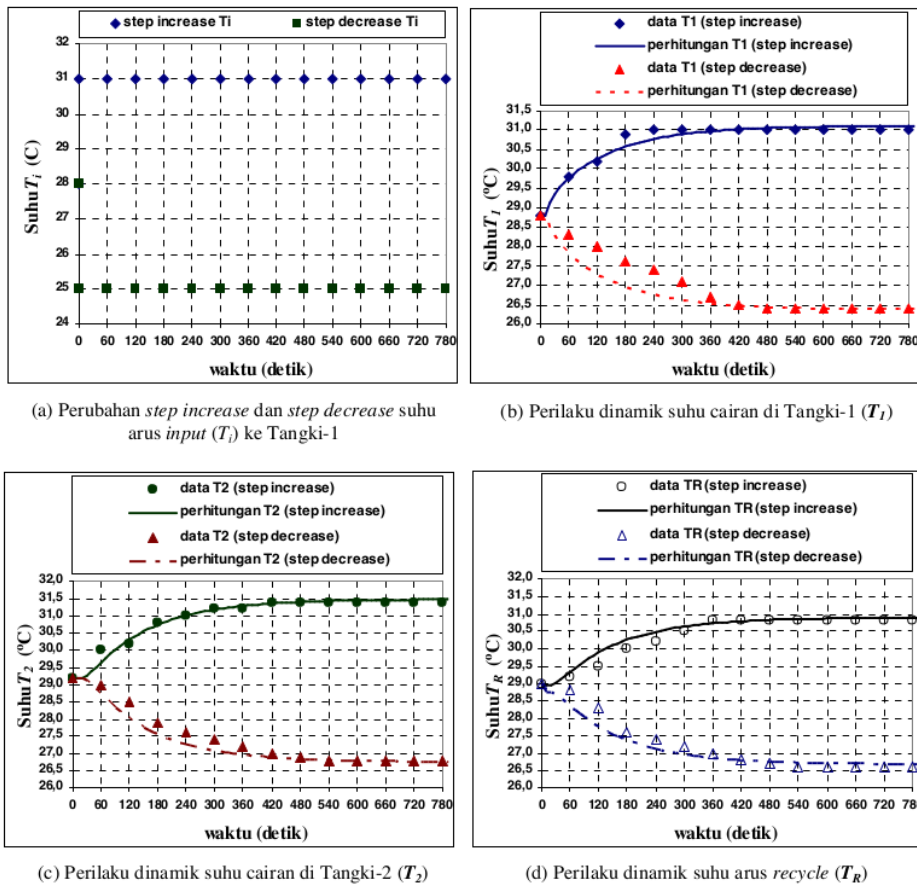 step increase Ti
step decrease Ti
32
31
30
29
28
27
26
25
24
Suhu Ti (C)
0 60 120 180 240 300 360 420 480 540 600 660 720 780
waktu (detik)
(a) Perubahan step increase dan step decrease suhu
arus input (Ti) ke Tangki-1
data T1 (step increase)
perhitungan T1 (step increase)
data T1 (step decrease)
perhitungan T1 (step decrease)
31,5
31,0
30,5
30,0
29,5
29,0
28,5
28,0
27,5
27,0
26,5
26,0
Suhu T1 (ºC)
0 60 120 180 240 300 360 420 480 540 600 660 720 780
waktu (detik)
(b) Perilaku dinamik suhu cairan di Tangki-1 (T1)
data T2 (step increase)
perhitungan T2 (step increase)
data T2 (step decrease)
perhitungan T2 (step decrease)
32,0
31,5
31,0
30,5
30,0
29,5
29,0
28,5
28,0
27,5
27,0
26,5
26,0
Suhu T2 (ºC)
0 60 120 180 240 300 360 420 480 540 600 660 720 780
waktu (detik)
(c) Perilaku dinamik suhu cairan di Tangki-2 (T2)
data TR (step increase)
perhitungan TR (step increase)
data TR (step decrease)
perhitungan TR (step decrease)
32,0
31,5
31,0
30,5
30,0
29,5
29,0
28,5
28,0
27,5
27,0
26,5
26,0
Suhu TR (ºC)
0 60 120 180 240 300 360 420 480 540 600 660 720 780
waktu (detik)
(d) Perilaku dinamik suhu arus recycle (TR)